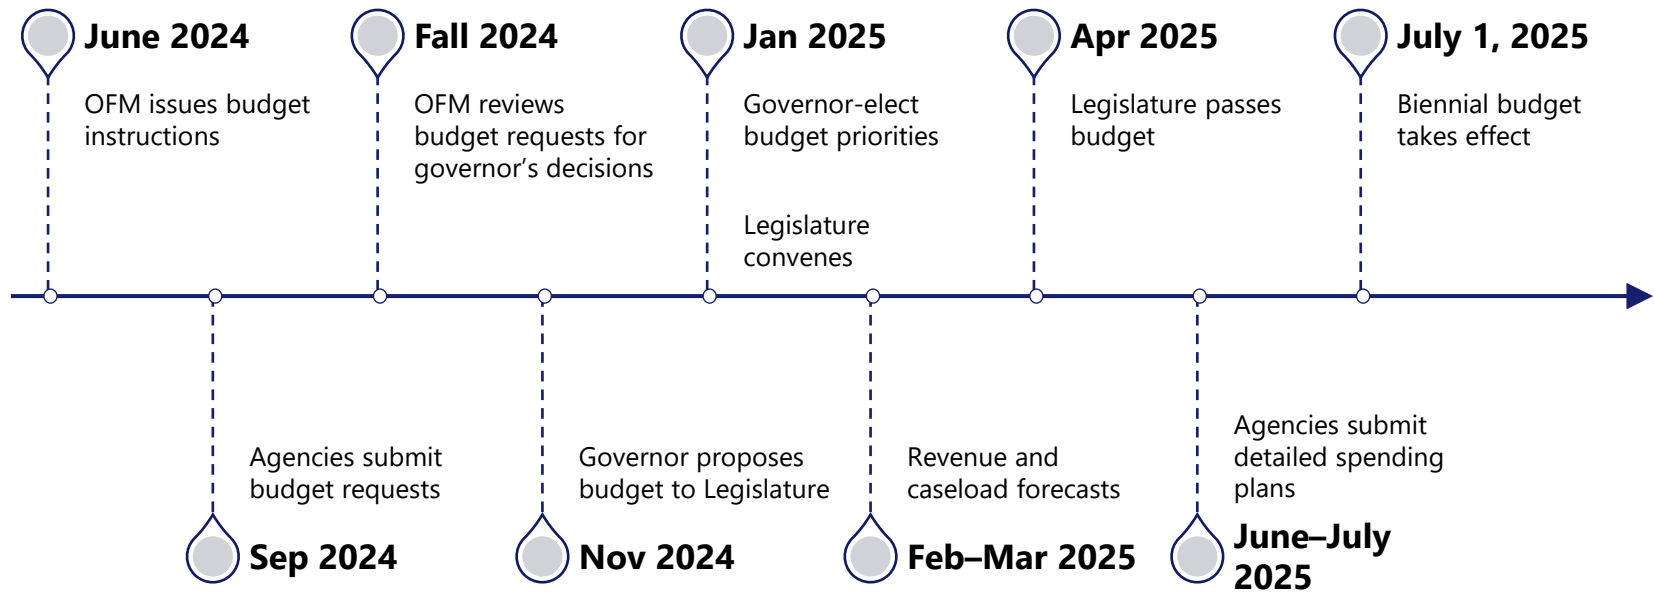 June 2024
OFM issues budget
instructions
Fall 2024
OFM reviews
budget requests for
governor’s decisions
Jan 2025
Governor-elect
budget priorities
Legislature
convenes
Apr 2025
Legislature passes
budget
July 1, 2025
Biennial budget
takes effect
Agencies submit
budget requests
Sep 2024
Governor proposes
budget to Legislature
Nov 2024
Revenue and
caseload forecasts
Feb–Mar 2025
Agencies submit
detailed spending
plans
June–July
2025